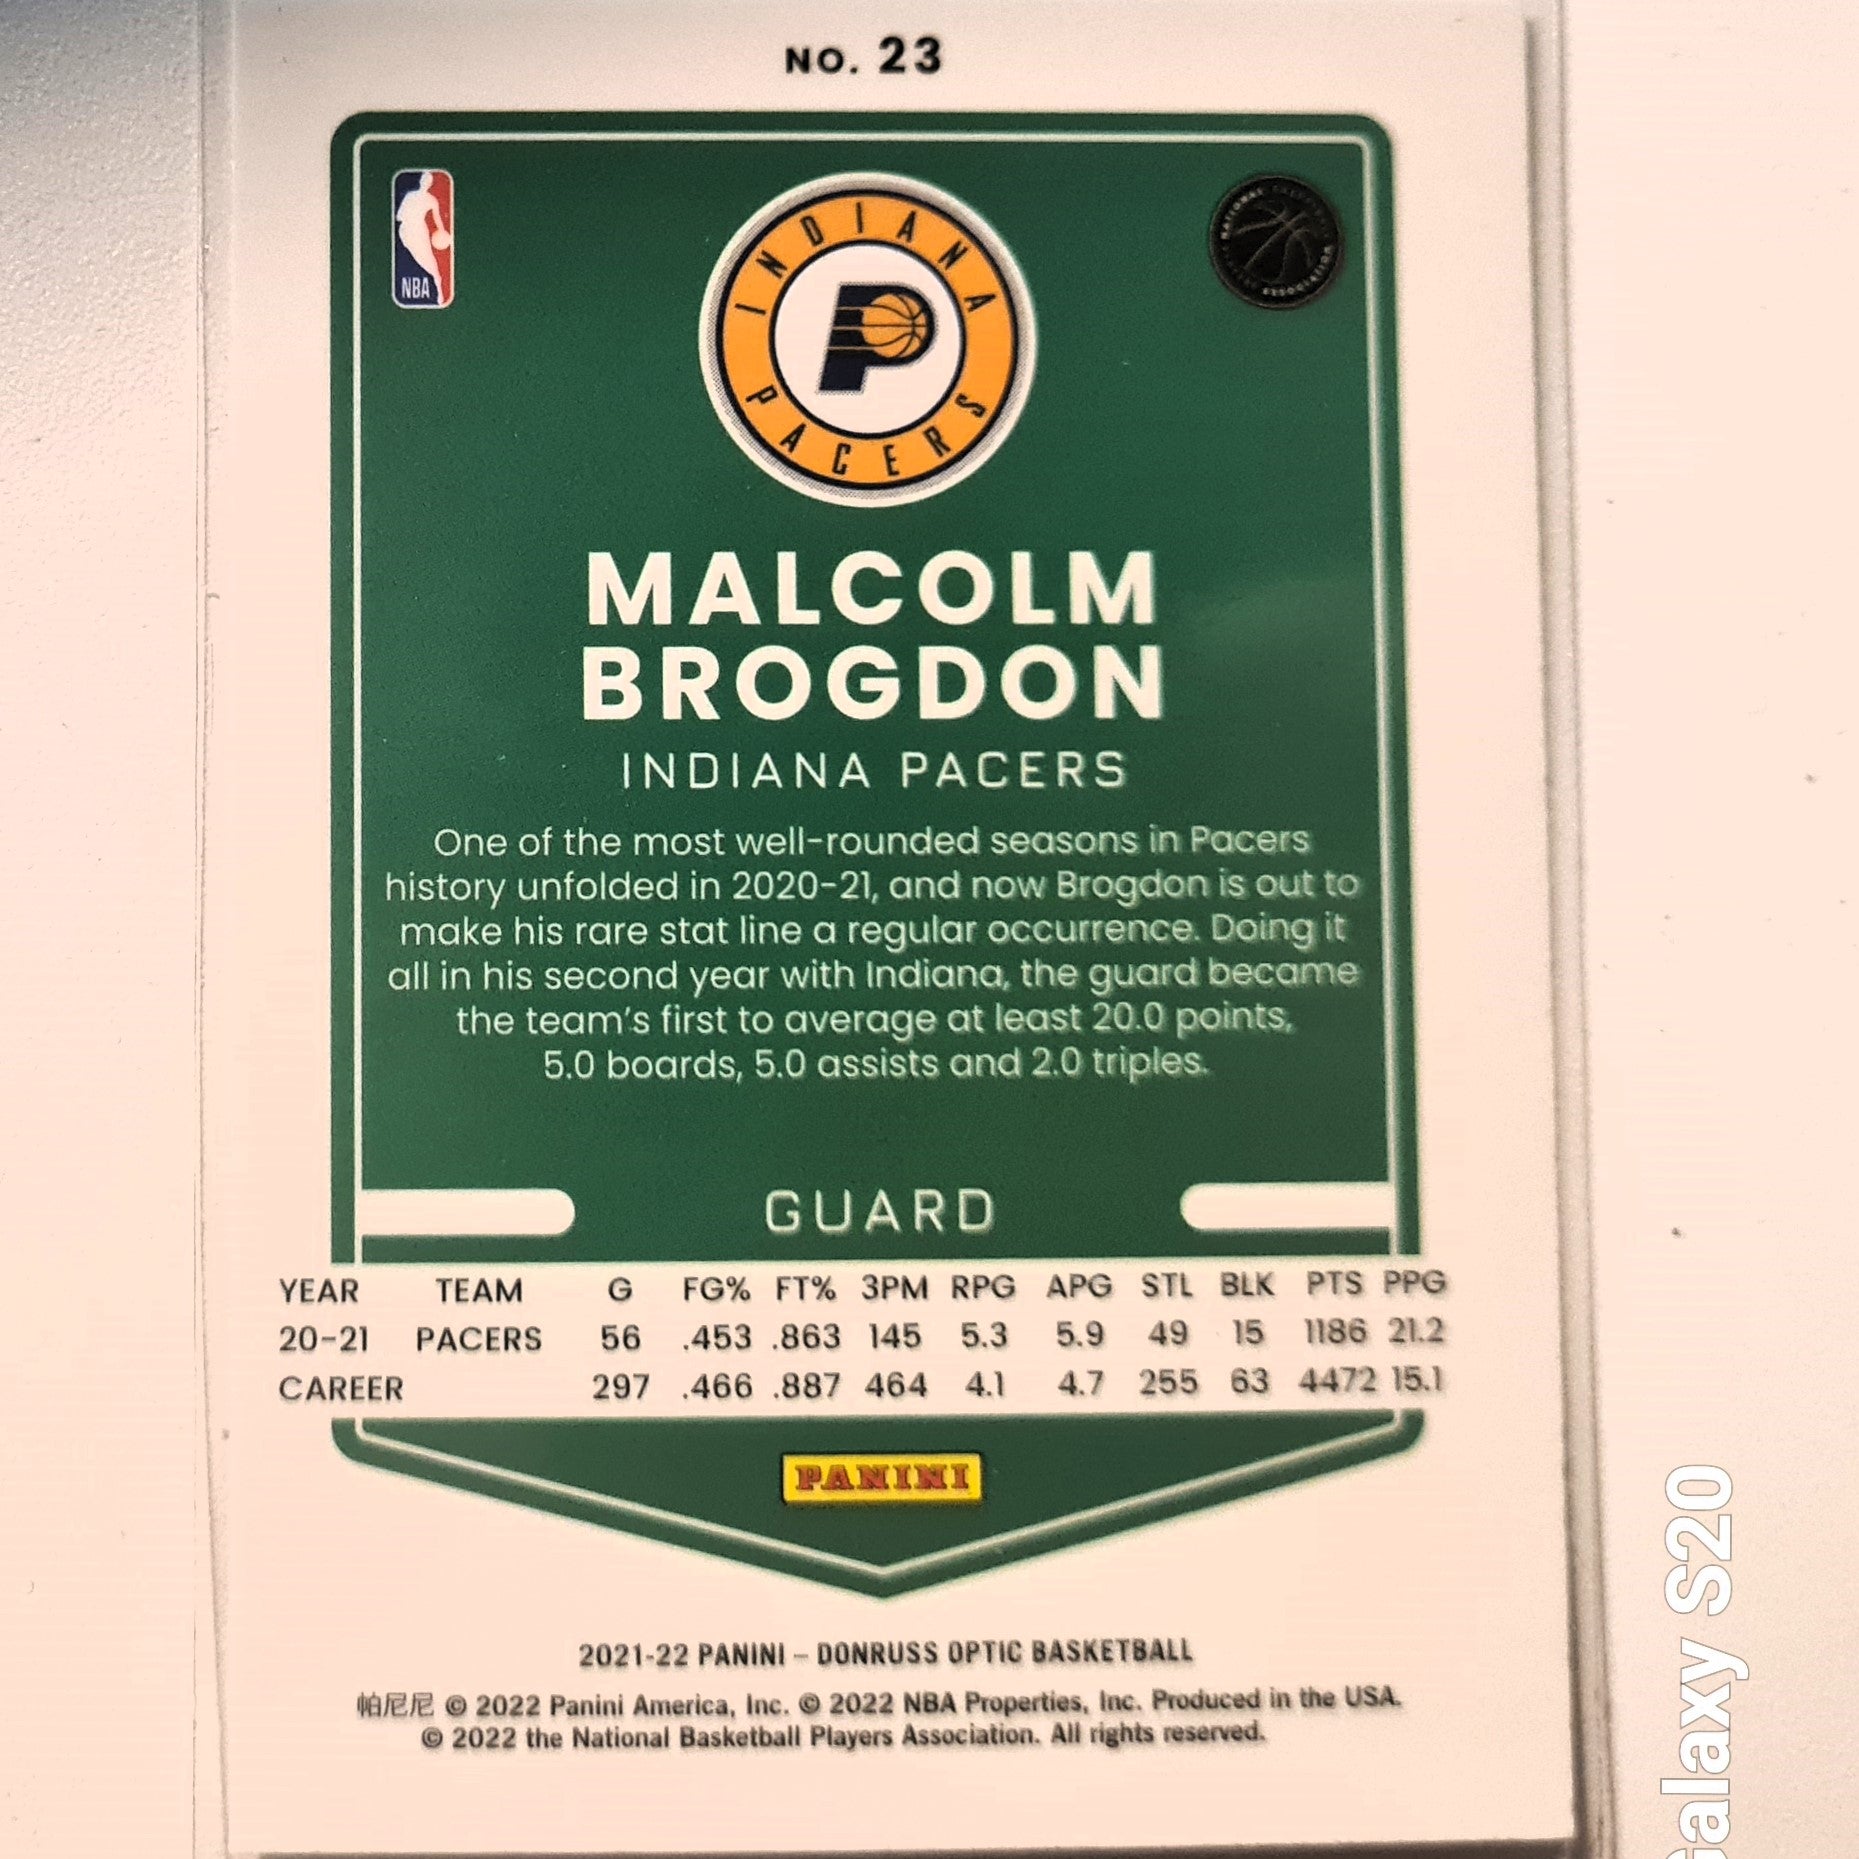 NO. 23
NBA
INDIANA
PACERS
NATIONAL BASKETBALL PLAYERS ASSOCIATION
MALCOLM
BROGDON
INDIANA PACERS
One of the most well-rounded seasons in Pacers
history unfolded in 2020-21, and now Brogdon is out to
make his rare stat line a regular occurrence. Doing it
all in his second year with Indiana, the guard became
the team's first to average at least 20.0 points,
5.0 boards, 5.0 assists and 2.0 triples.
GUARD
YEAR TEAM G FG% FT% 3PM RPG APG STL BLK PTS PPG
20-21 PACERS 56 .453 .863 145 5.3 5.9 49 15 1186 21.2
CAREER 297 .466 .887 464 4.1 4.7 255 63 4472 15.1
PANINI
2021-22 PANINI – DONRUSS OPTIC BASKETBALL
帕尼尼 © 2022 Panini America, Inc. © 2022 NBA Properties, Inc. Produced in the USA.
© 2022 the National Basketball Players Association. All rights reserved.
Galaxy S20